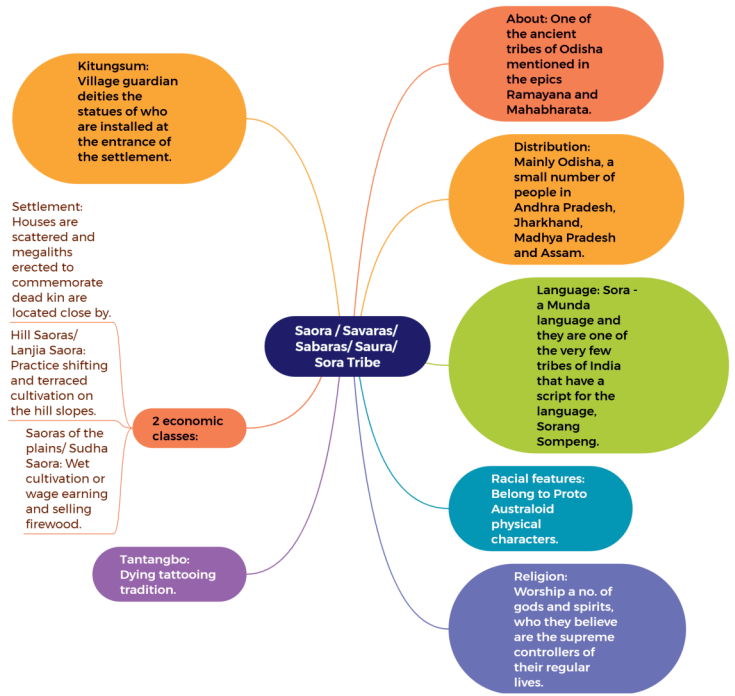 Saora / Savaras/
Sabaras/ Saura/
Sora Tribe
About: One of
the ancient
tribes of Odisha
mentioned in
the epics
Ramayana and
Mahabharata.
Distribution:
Mainly Odisha, a
small number of
people in
Andhra Pradesh,
Jharkhand,
Madhya Pradesh
and Assam.
Language: Sora -
a Munda
language and
they are one of
the very few
tribes of India
that have a
script for the
language,
Sorang
Sompeng.
Racial features:
Belong to Proto
Australoid
physical
characters.
Religion:
Worship a no. of
gods and spirits,
who they believe
are the supreme
controllers of
their regular
lives.
Kitungsum:
Village guardian
deities the
statues of who
are installed at
the entrance of
the settlement.
2 economic
classes:
Settlement:
Houses are
scattered and
megaliths
erected to
commemorate
dead kin are
located close by.
Hill Saoras/
Lanjia Saora:
Practice shifting
and terraced
cultivation on
the hill slopes.
Saoras of the
plains/ Sudha
Saora: Wet
cultivation or
wage earning
and selling
firewood.
Tantangbo:
Dying tattooing
tradition.